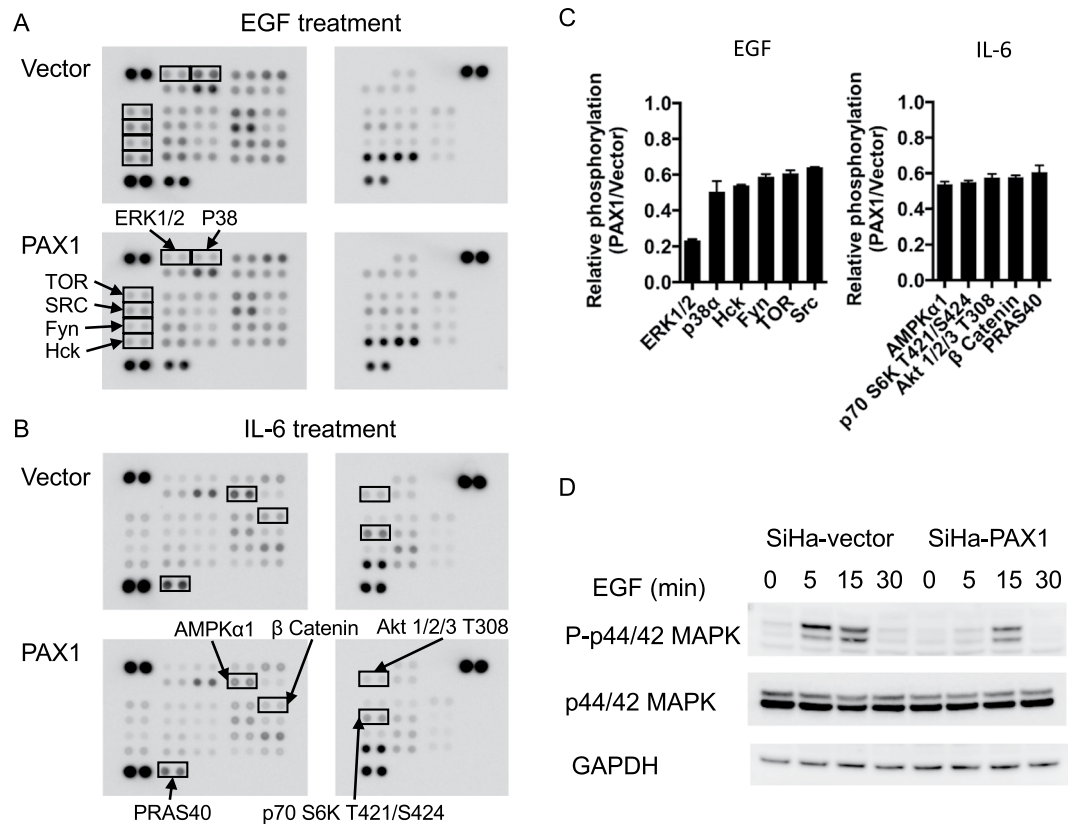 A
EGF treatment
Vector
ERK1/2
P38
PAX1
TOR
SRC
Fyn
Hck
B
IL-6 treatment
Vector
PAX1
AMPKα1
β Catenin
Akt 1/2/3 T308
PRAS40
p70 S6K T421/S424
C
EGF
IL-6
Relative phosphorylation
(PAX1/Vector)
1.0
0.8
0.6
0.4
0.2
0.0
ERK1/2
p38α
Hck
Fyn
TOR
Src
Relative phosphorylation
(PAX1/Vector)
1.0
0.8
0.6
0.4
0.2
0.0
AMPKα1
p70 S6K T421/S424
Akt 1/2/3 T308
β Catenin
PRAS40
D
SiHa-vector SiHa-PAX1
EGF (min) 0 5 15 30 0 5 15 30
P-p44/42 MAPK
p44/42 MAPK
GAPDH